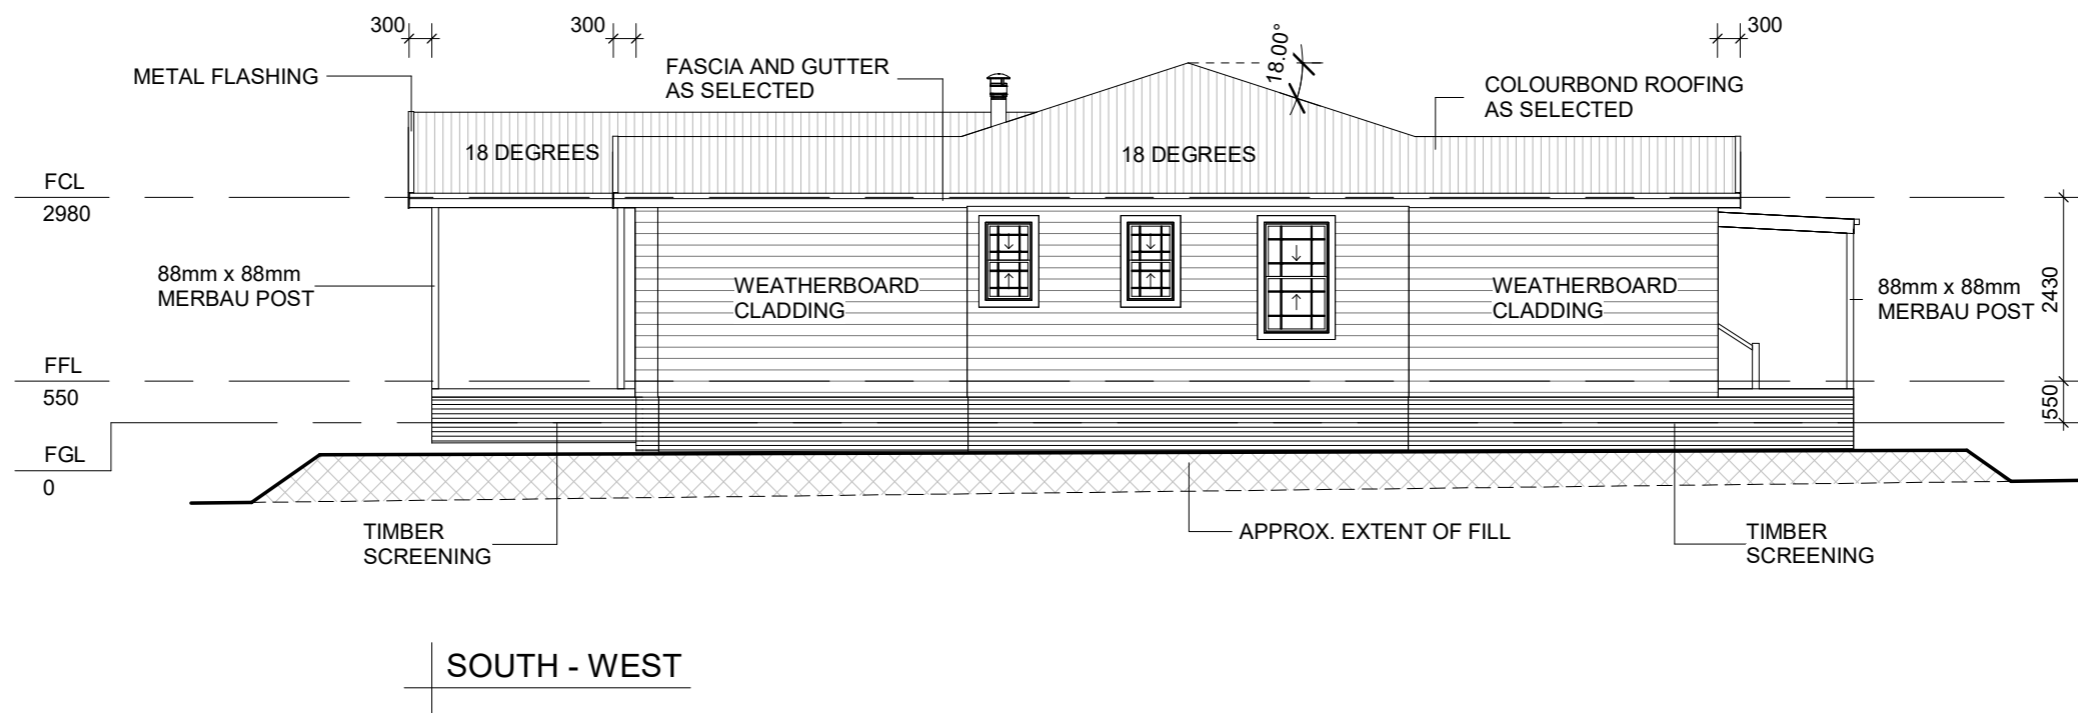 300
300
300
18.00°
METAL FLASHING
FASCIA AND GUTTER
AS SELECTED
COLOURBOND ROOFING
AS SELECTED
18 DEGREES
18 DEGREES
FCL
2980
88mm x 88mm
MERBAU POST
WEATHERBOARD
CLADDING
WEATHERBOARD
CLADDING
88mm x 88mm
MERBAU POST
2430
FFL
550
550
FGL
0
TIMBER
SCREENING
APPROX. EXTENT OF FILL
TIMBER
SCREENING
SOUTH - WEST